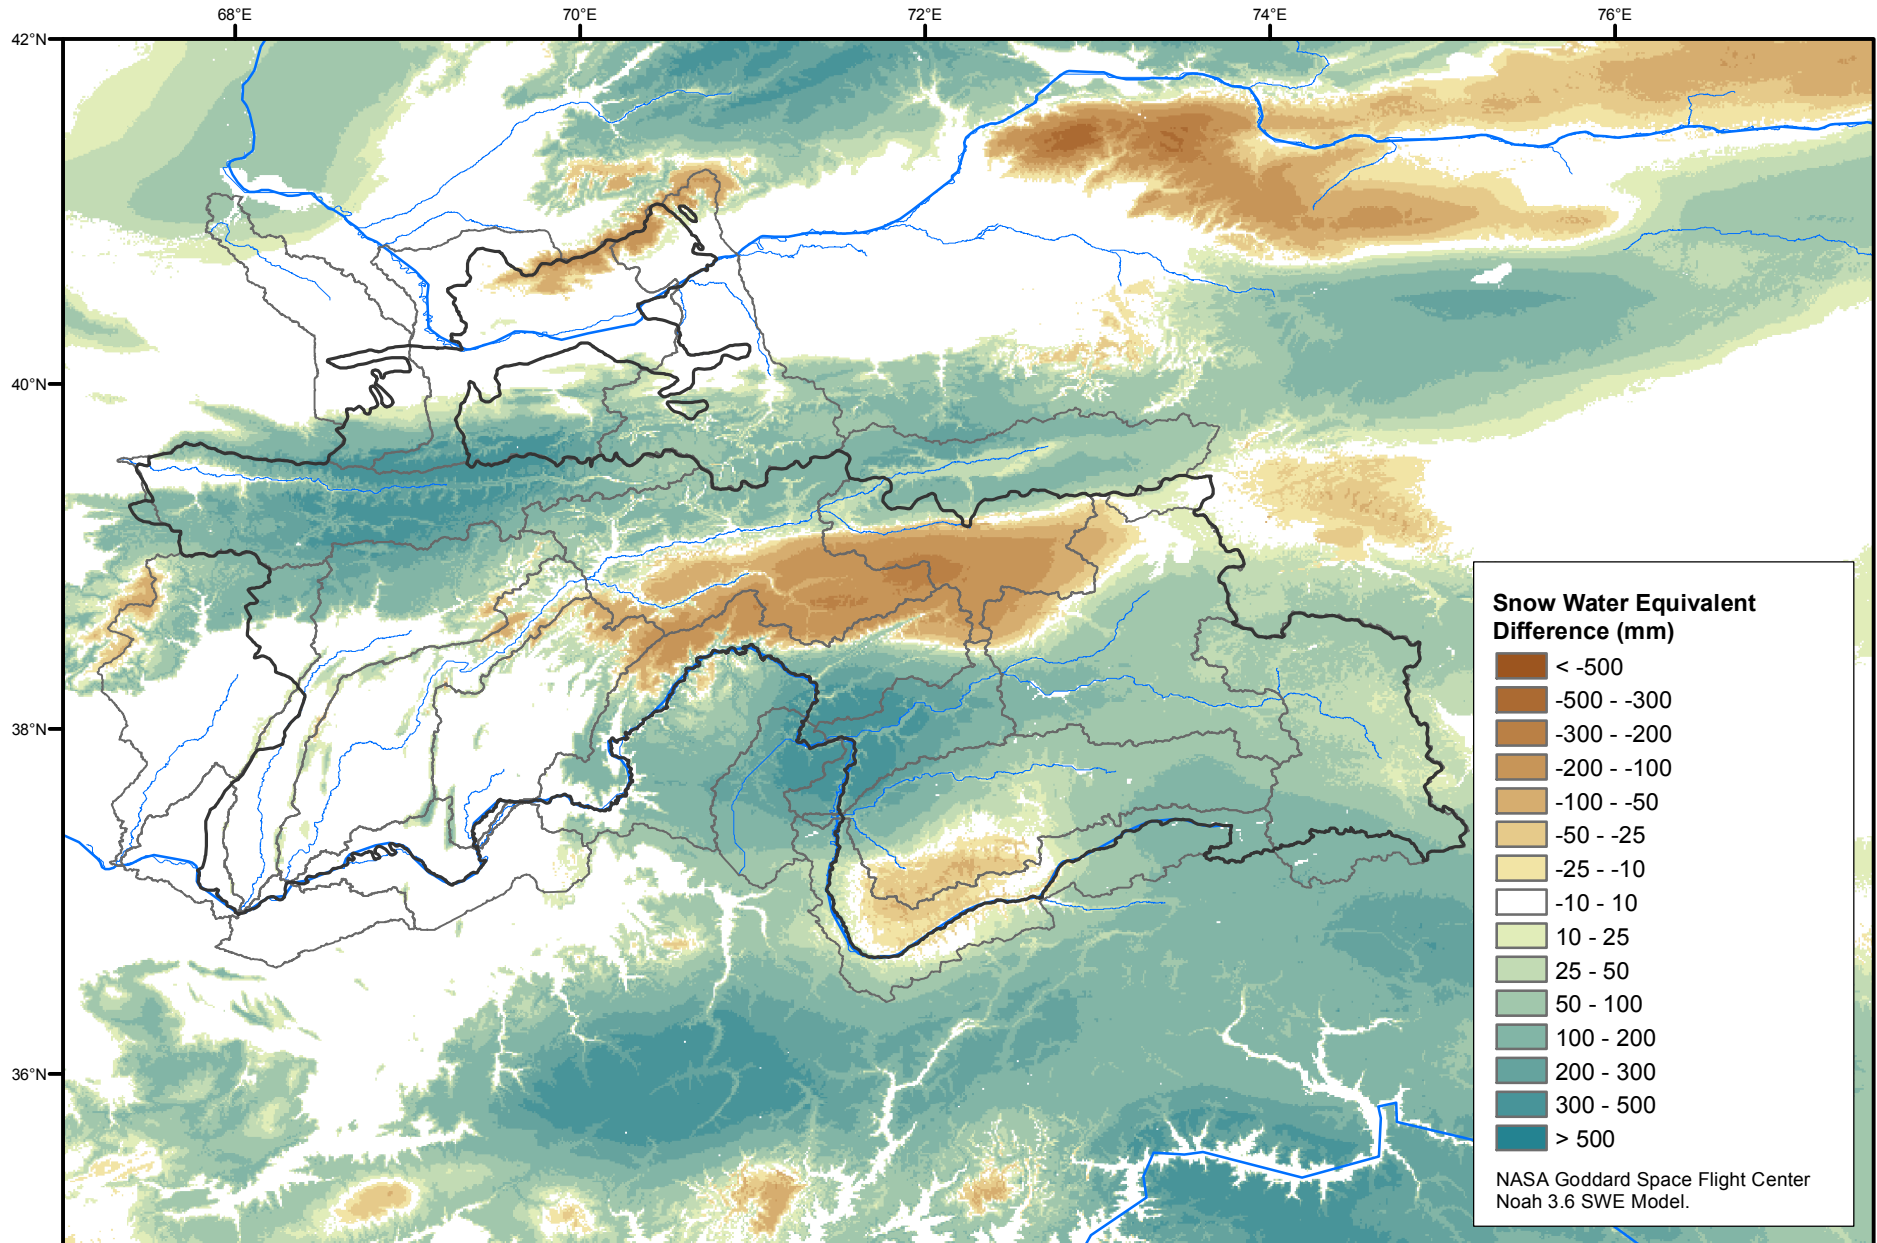 68°E
70°E
72°E
74°E
76°E
42°N
40°N
38°N
36°N
Snow Water Equivalent
Difference (mm)
< -500
-500 - -300
-300 - -200
-200 - -100
-100 - -50
-50 - -25
-25 - -10
-10 - 10
10 - 25
25 - 50
50 - 100
100 - 200
200 - 300
300 - 500
> 500
NASA Goddard Space Flight Center
Noah 3.6 SWE Model.